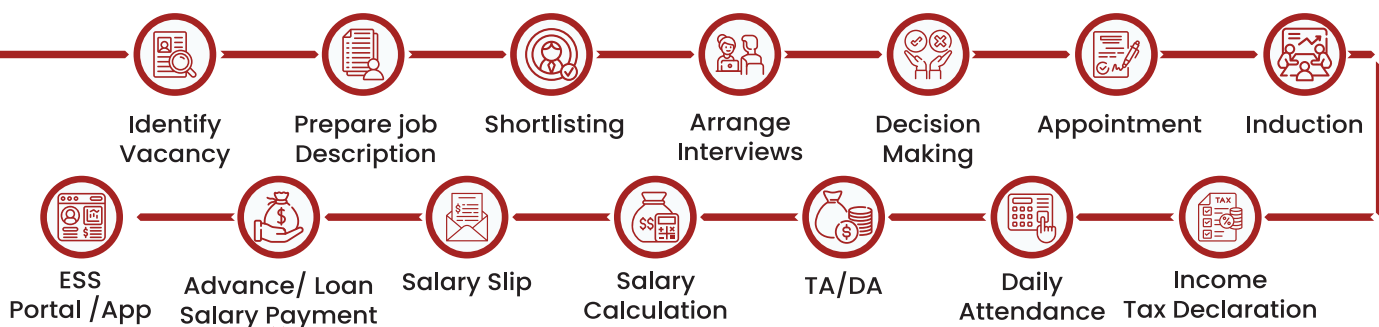 Identify
Vacancy
Prepare job
Description
Shortlisting
Arrange
Interviews
Decision
Making
Appointment
Induction
TAX
ESS
Portal /App
Advance/ Loan
Salary Payment
Salary Slip
Salary
Calculation
TA/DA
Daily
Attendance
Income
Tax Declaration